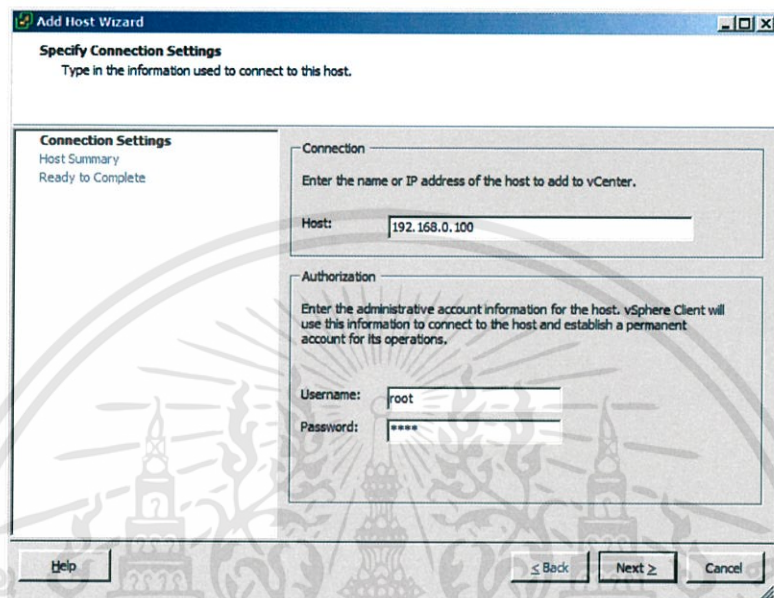 Add Host Wizard
Specify Connection Settings
Type in the information used to connect to this host.
Connection Settings
Host Summary
Ready to Complete
Connection
Enter the name or IP address of the host to add to vCenter.
Host: 192.168.0.100
Authorization
Enter the administrative account information for the host. vSphere Client will
use this information to connect to the host and establish a permanent
account for its operations.
Username: root
Password: ****
Help
≤ Back
Next ≥
Cancel